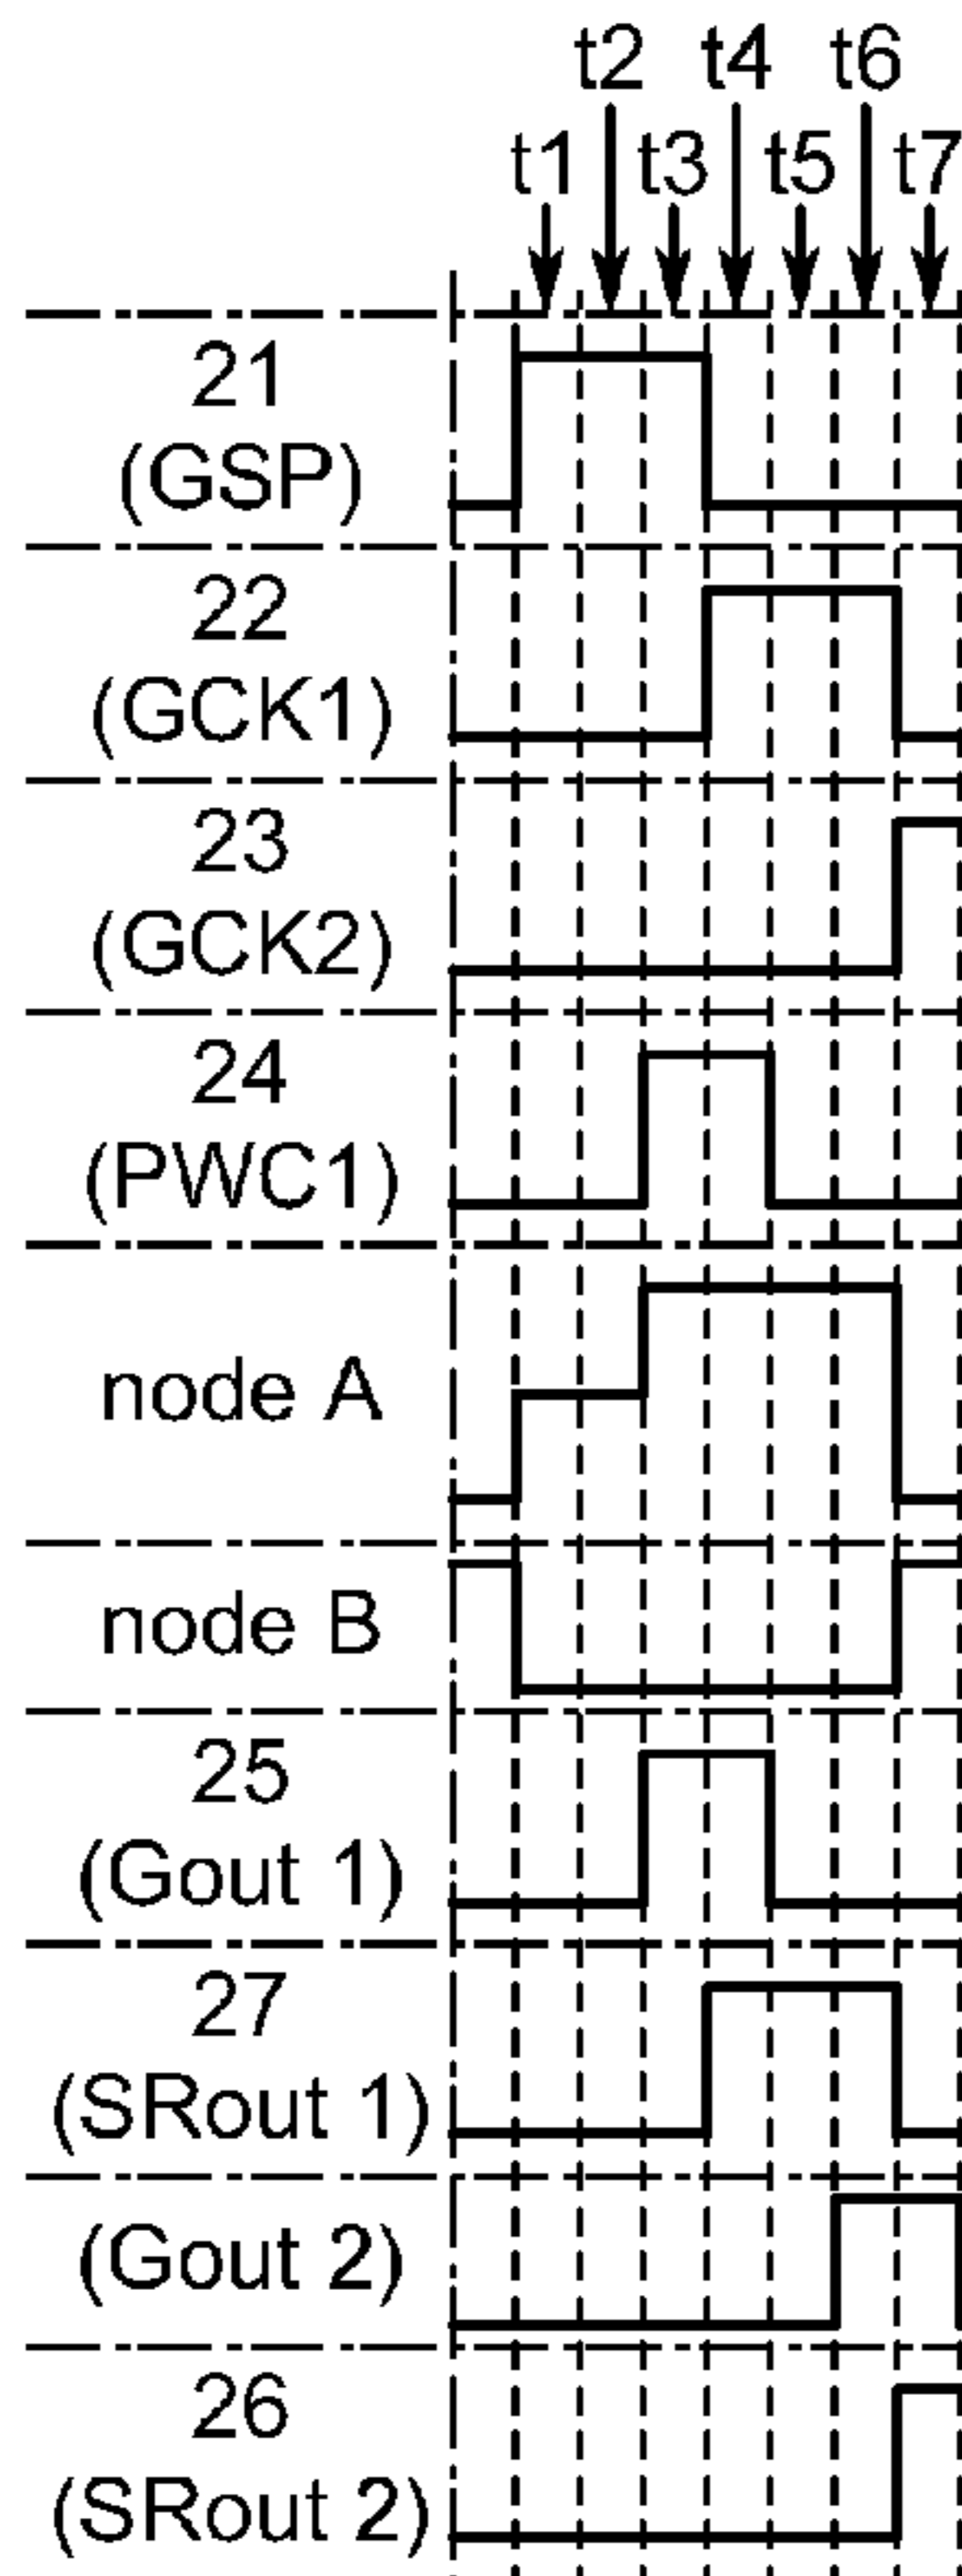 t2 t4 t6
t1 t3 t5 t7
21
(GSP)
22
(GCK1)
23
(GCK2)
24
(PWC1)
node A
node B
25
(Gout 1)
27
(SRout 1)
(Gout 2)
26
(SRout 2)